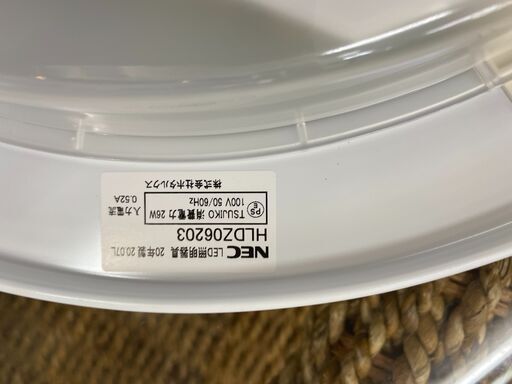 NEC LED照明器具 20年製 20.07L
HLDZ06203
PS E TSUJIKO 消費電力 26W
100V 50/60Hz 入力電流 0.52A
株式会社ホタルクス